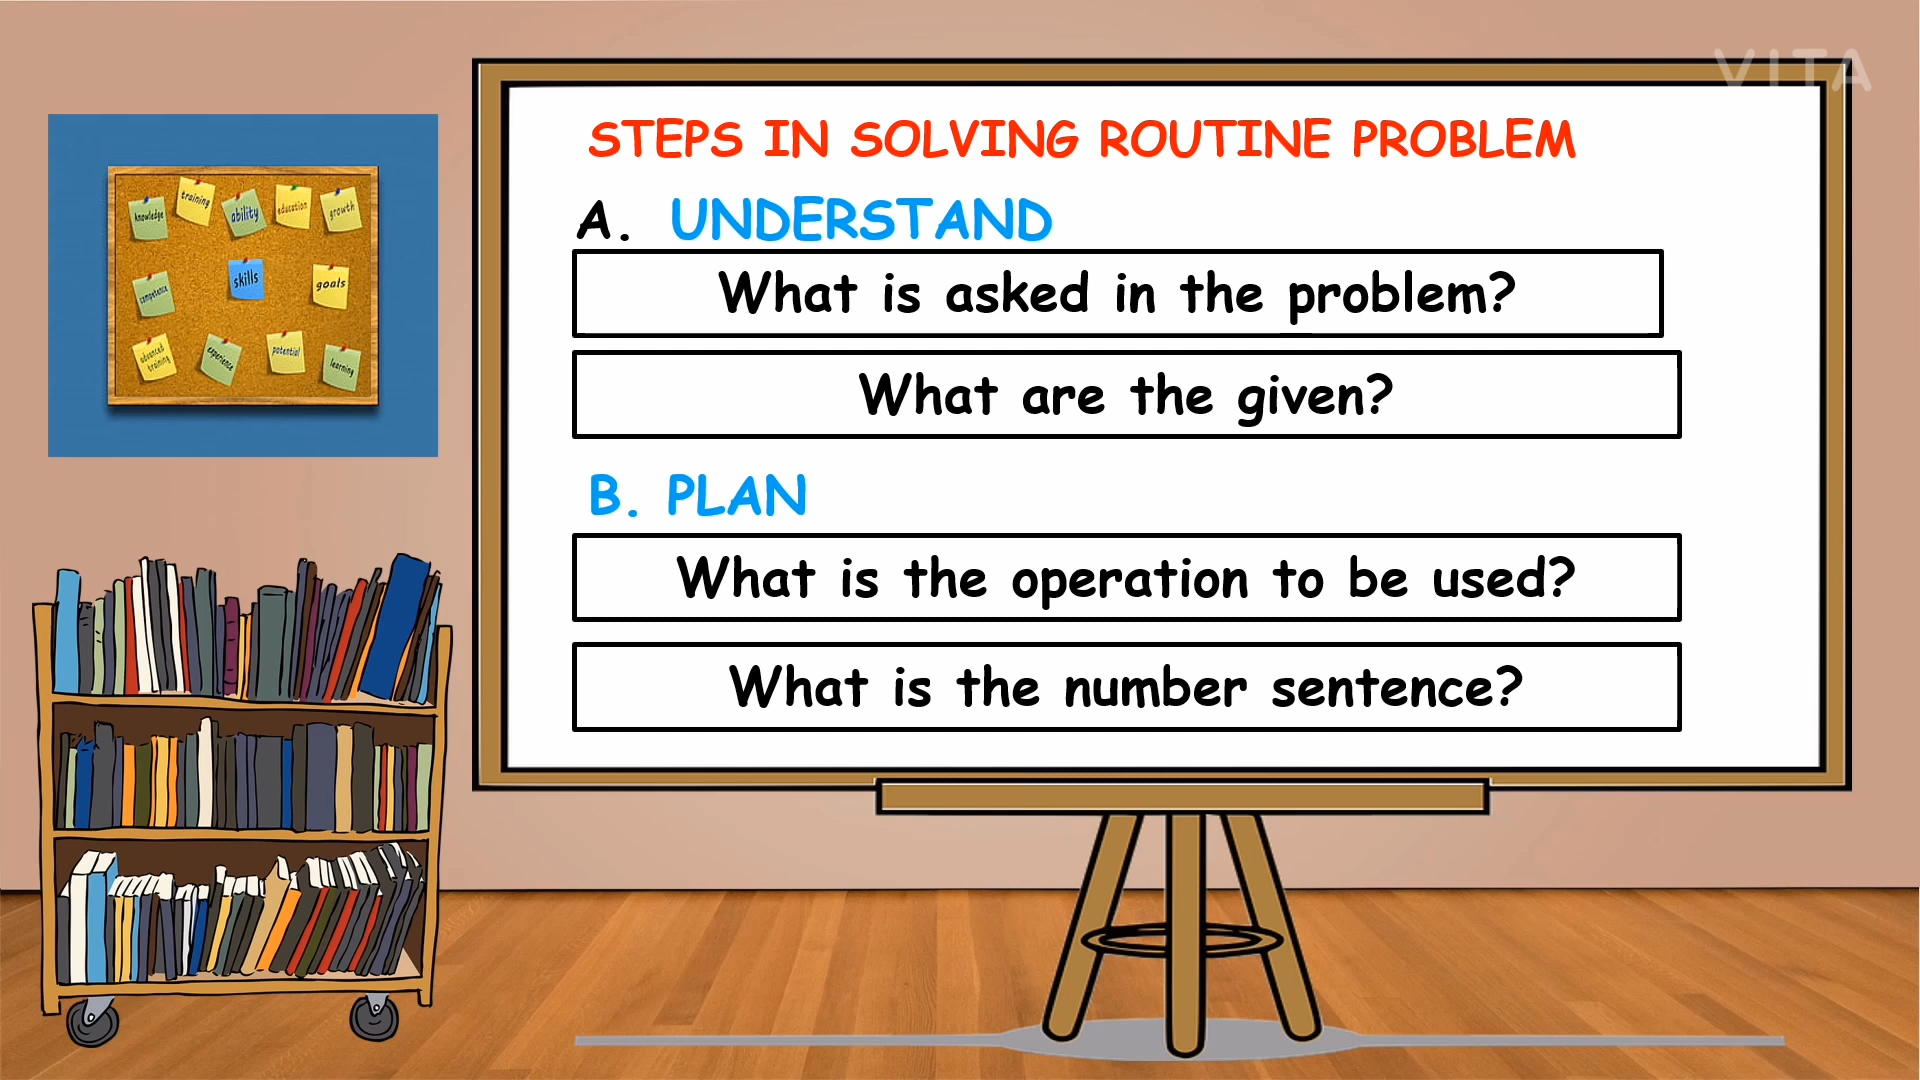 VITA
STEPS IN SOLVING ROUTINE PROBLEM
A. UNDERSTAND
What is asked in the problem?
What are the given?
B. PLAN
What is the operation to be used?
What is the number sentence?
knowledge
training
ability
education
growth
competence
skills
goals
advanced
training
experience
potential
learning